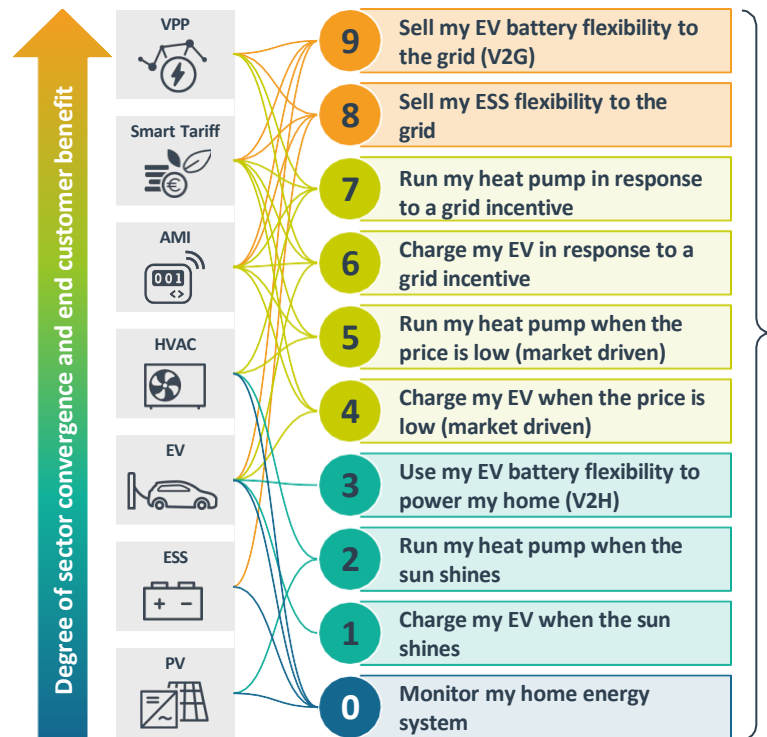 Degree of sector convergence and end customer benefit
VPP
Smart Tariff
€
AMI
001
<>
HVAC
EV
ESS
+ −
PV
= ~
9
Sell my EV battery flexibility to
the grid (V2G)
8
Sell my ESS flexibility to the
grid
7
Run my heat pump in response
to a grid incentive
6
Charge my EV in response to a
grid incentive
5
Run my heat pump when the
price is low (market driven)
4
Charge my EV when the price is
low (market driven)
3
Use my EV battery flexibility to
power my home (V2H)
2
Run my heat pump when the
sun shines
1
Charge my EV when the sun
shines
0
Monitor my home energy
system